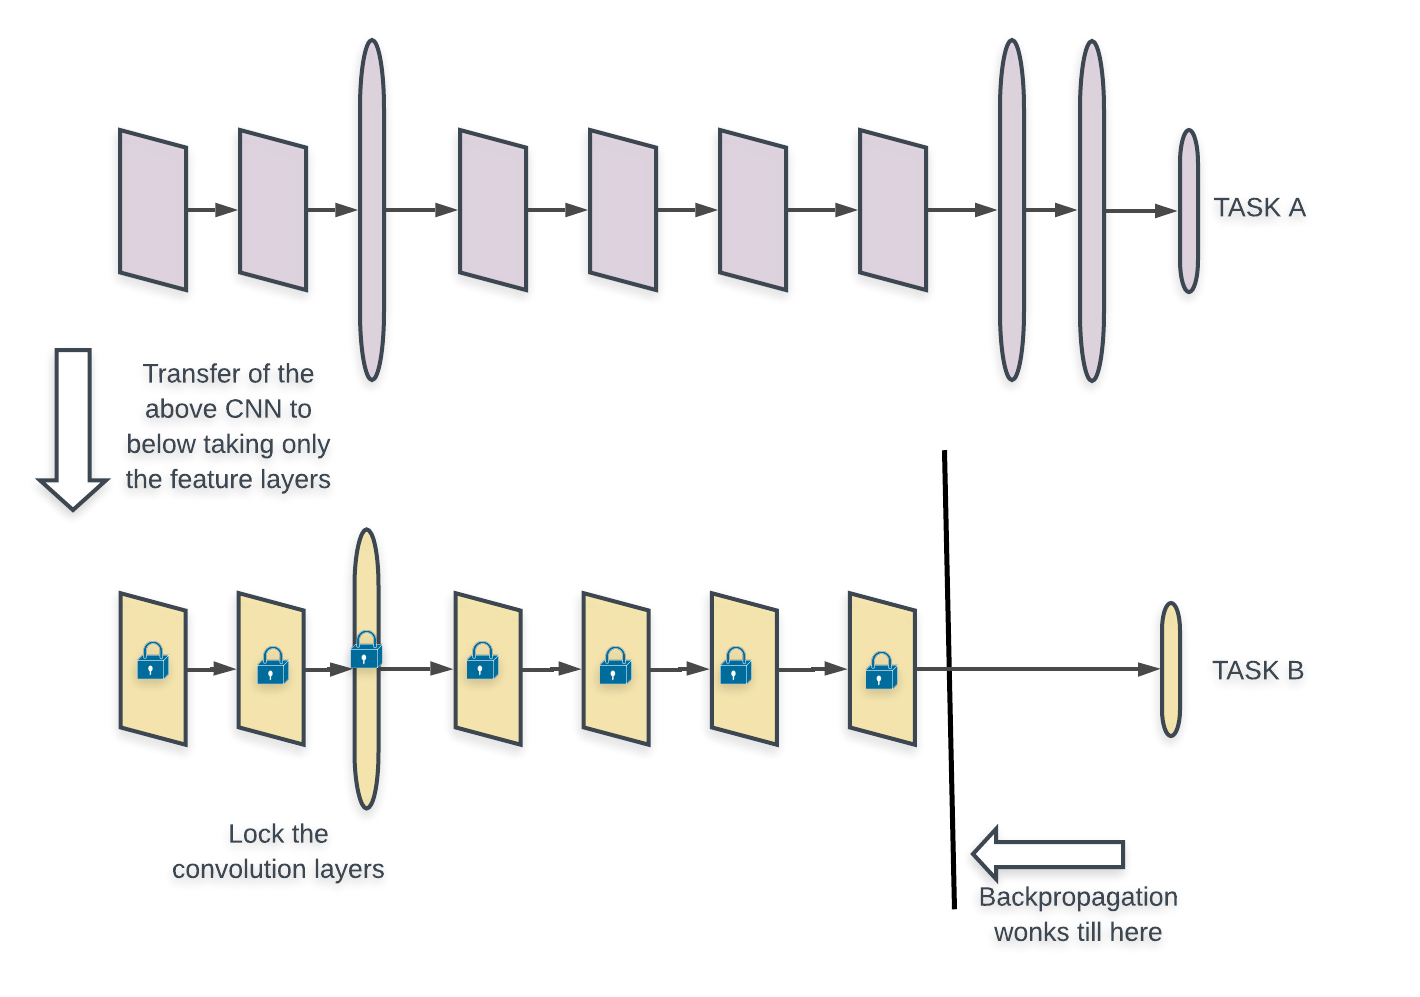 TASK A
Transfer of the
above CNN to
below taking only
the feature layers
TASK B
Lock the
convolution layers
Backpropagation
wonks till here